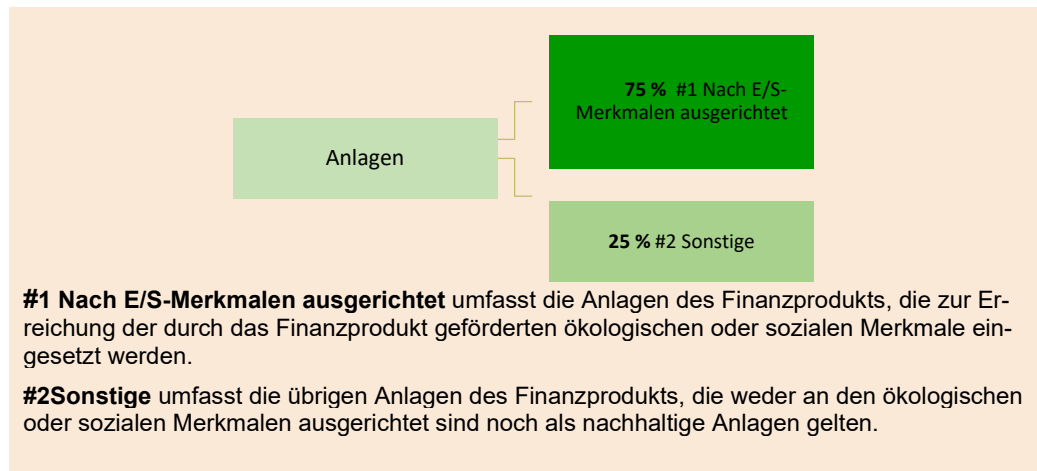 75 % #1 Nach E/S-
Merkmalen ausgerichtet
Anlagen
25 % #2 Sonstige
#1 Nach E/S-Merkmalen ausgerichtet umfasst die Anlagen des Finanzprodukts, die zur Er-
reichung der durch das Finanzprodukt geförderten ökologischen oder sozialen Merkmale ein-
gesetzt werden.
#2Sonstige umfasst die übrigen Anlagen des Finanzprodukts, die weder an den ökologischen
oder sozialen Merkmalen ausgerichtet sind noch als nachhaltige Anlagen gelten.